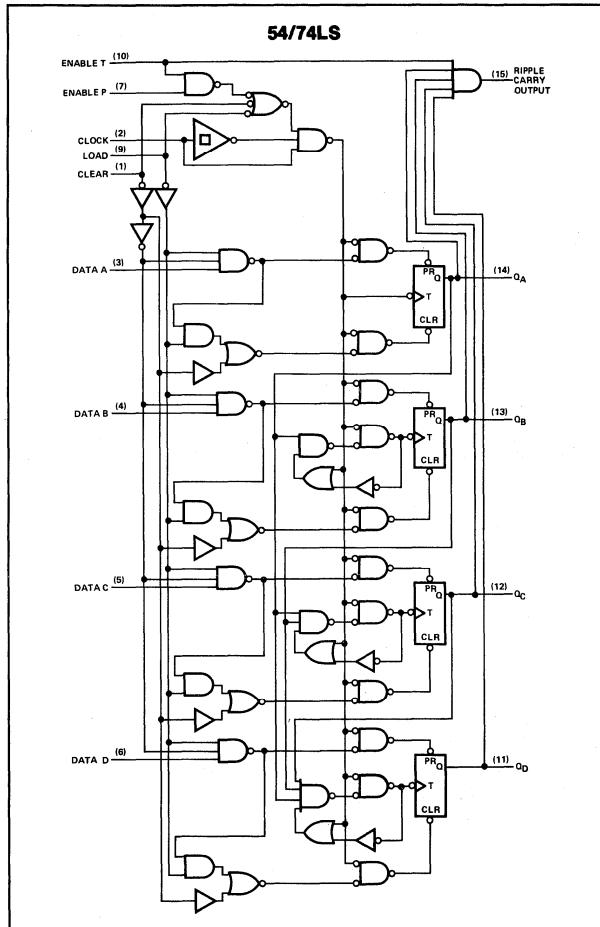 54/74LS
ENABLE T (10)
(15) RIPPLE CARRY OUTPUT
ENABLE P (7)
CLOCK (2)
LOAD (9)
CLEAR (1)
DATA A (3)
PR Q
(14) QA
T
CLR
DATA B (4)
PR Q
(13) QB
T
CLR
DATA C (5)
PR Q
(12) QC
T
CLR
DATA D (6)
PR Q
(11) QD
T
CLR